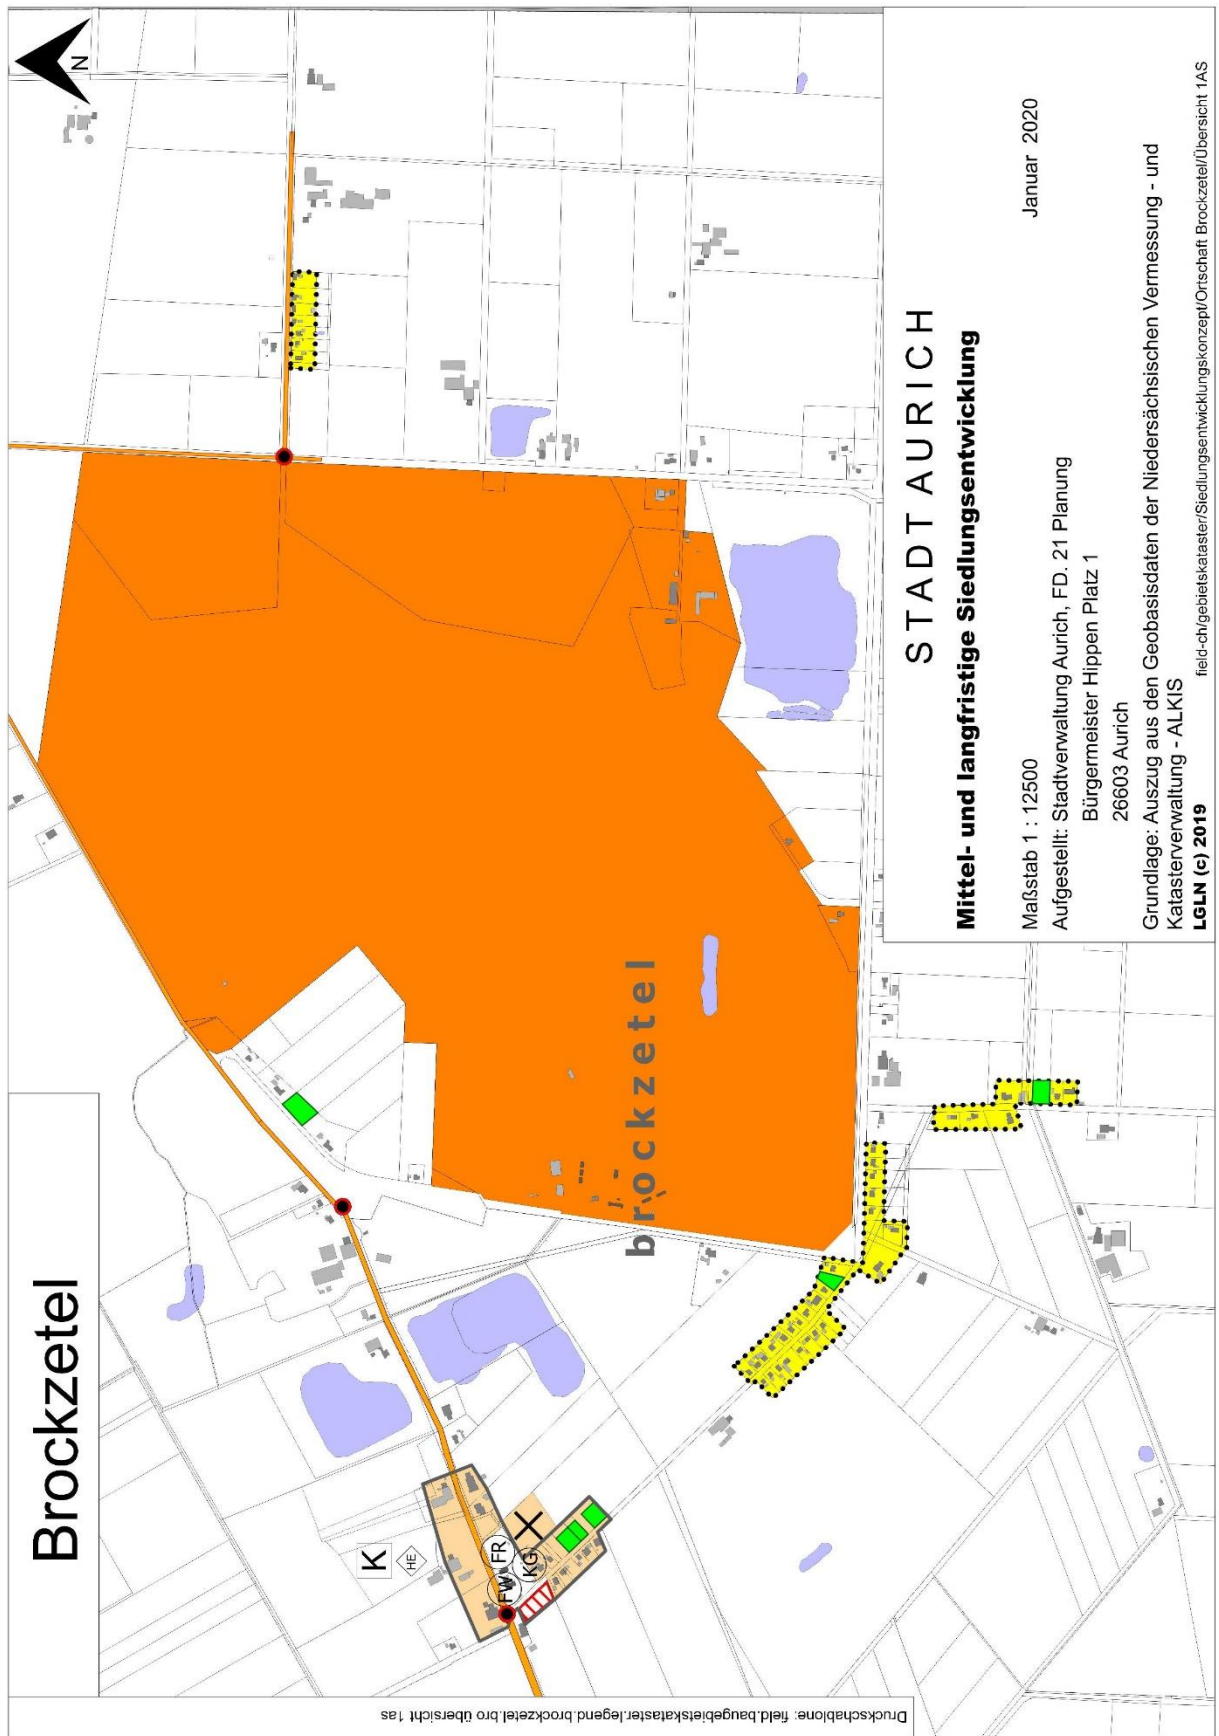 Brockzetel
N
K
HE
FW
FR
KG
brockzetel
STADT AURICH
Mittel- und langfristige Siedlungsentwicklung
Maßstab 1 : 12500
Januar 2020
Aufgestellt: Stadtverwaltung Aurich, FD. 21 Planung
Bürgermeister Hippen Platz 1
26603 Aurich
Grundlage: Auszug aus den Geobasisdaten der Niedersächsischen Vermessung - und
Katasterverwaltung - ALKIS
LGLN (c) 2019
field-ch/gebietskataster/Siedlungsentwicklungskonzept/Ortschaft Brockzetel/Übersicht 1AS
Druckschablone: field.baugebietskataster.legend.brockzetel.bro übersicht 1as